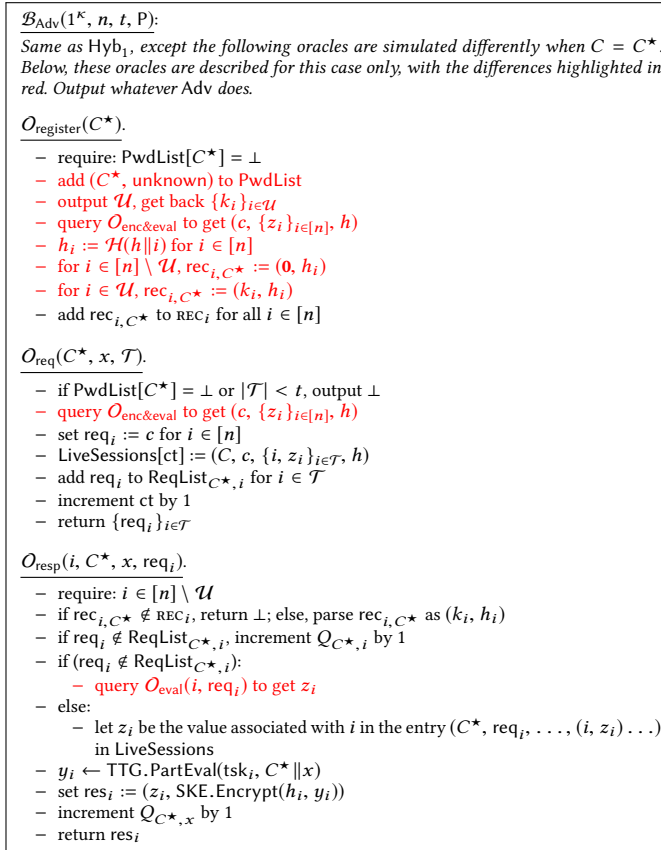 𝓑_Adv(1^κ, n, t, P):
Same as Hyb₁, except the following oracles are simulated differently when C = C★.
Below, these oracles are described for this case only, with the differences highlighted in
red. Output whatever Adv does.
𝒪_register(C★).
– require: PwdList[C★] = ⊥
– add (C★, unknown) to PwdList
– output 𝒰, get back {k_i}_{i∈𝒰}
– query 𝒪_enc&eval to get (c, {z_i}_{i∈[n]}, h)
– h_i := ℋ(h∥i) for i ∈ [n]
– for i ∈ [n] \ 𝒰, rec_{i,C★} := (𝟎, h_i)
– for i ∈ 𝒰, rec_{i,C★} := (k_i, h_i)
– add rec_{i,C★} to REC_i for all i ∈ [n]
𝒪_req(C★, x, 𝒯).
– if PwdList[C★] = ⊥ or |𝒯| < t, output ⊥
– query 𝒪_enc&eval to get (c, {z_i}_{i∈[n]}, h)
– set req_i := c for i ∈ [n]
– LiveSessions[ct] := (C, c, {i, z_i}_{i∈𝒯}, h)
– add req_i to ReqList_{C★,i} for i ∈ 𝒯
– increment ct by 1
– return {req_i}_{i∈𝒯}
𝒪_resp(i, C★, x, req_i).
– require: i ∈ [n] \ 𝒰
– if rec_{i,C★} ∉ REC_i, return ⊥; else, parse rec_{i,C★} as (k_i, h_i)
– if req_i ∉ ReqList_{C★,i}, increment Q_{C★,i} by 1
– if (req_i ∉ ReqList_{C★,i}):
– query 𝒪_eval(i, req_i) to get z_i
– else:
– let z_i be the value associated with i in the entry (C★, req_i, . . . , (i, z_i) . . .)
in LiveSessions
– y_i ← TTG.PartEval(tsk_i, C★∥x)
– set res_i := (z_i, SKE.Encrypt(h_i, y_i))
– increment Q_{C★,x} by 1
– return res_i